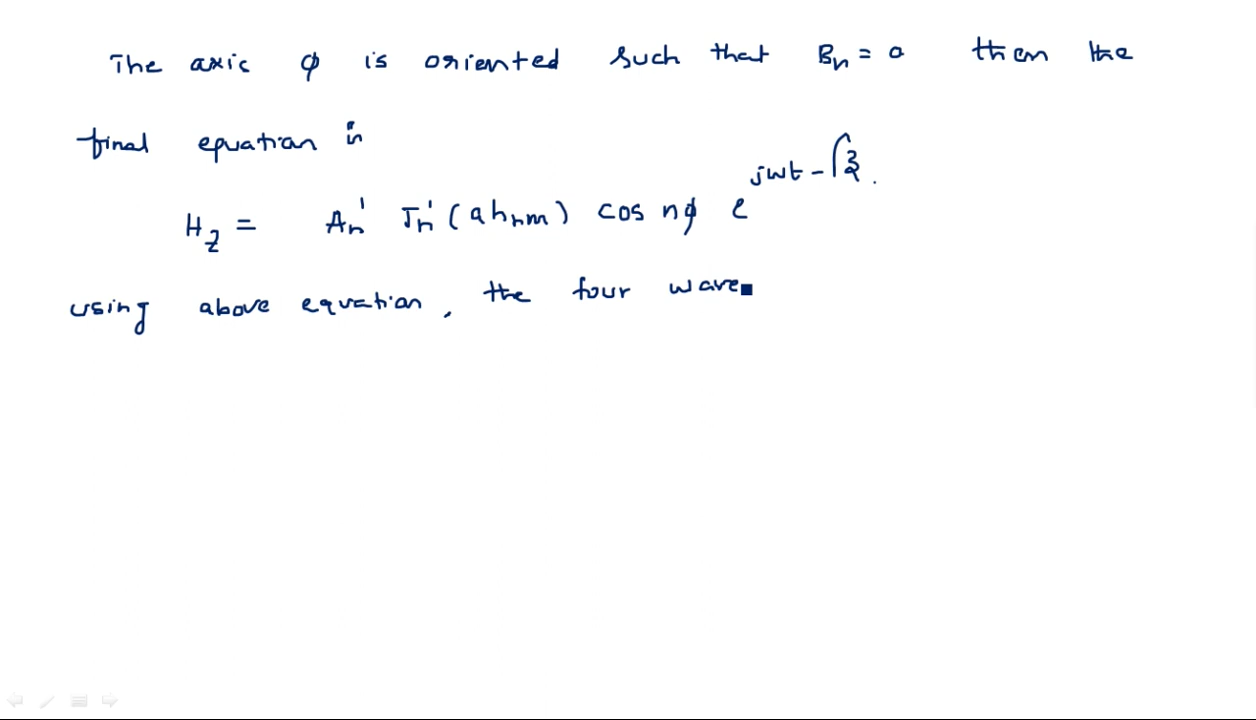 The axis φ is oriented such that Bn = 0 then the
final equation is
Hz = An' Jn' (ahnm) cos nφ e^jωt - Γz.
using above equation, the four wave